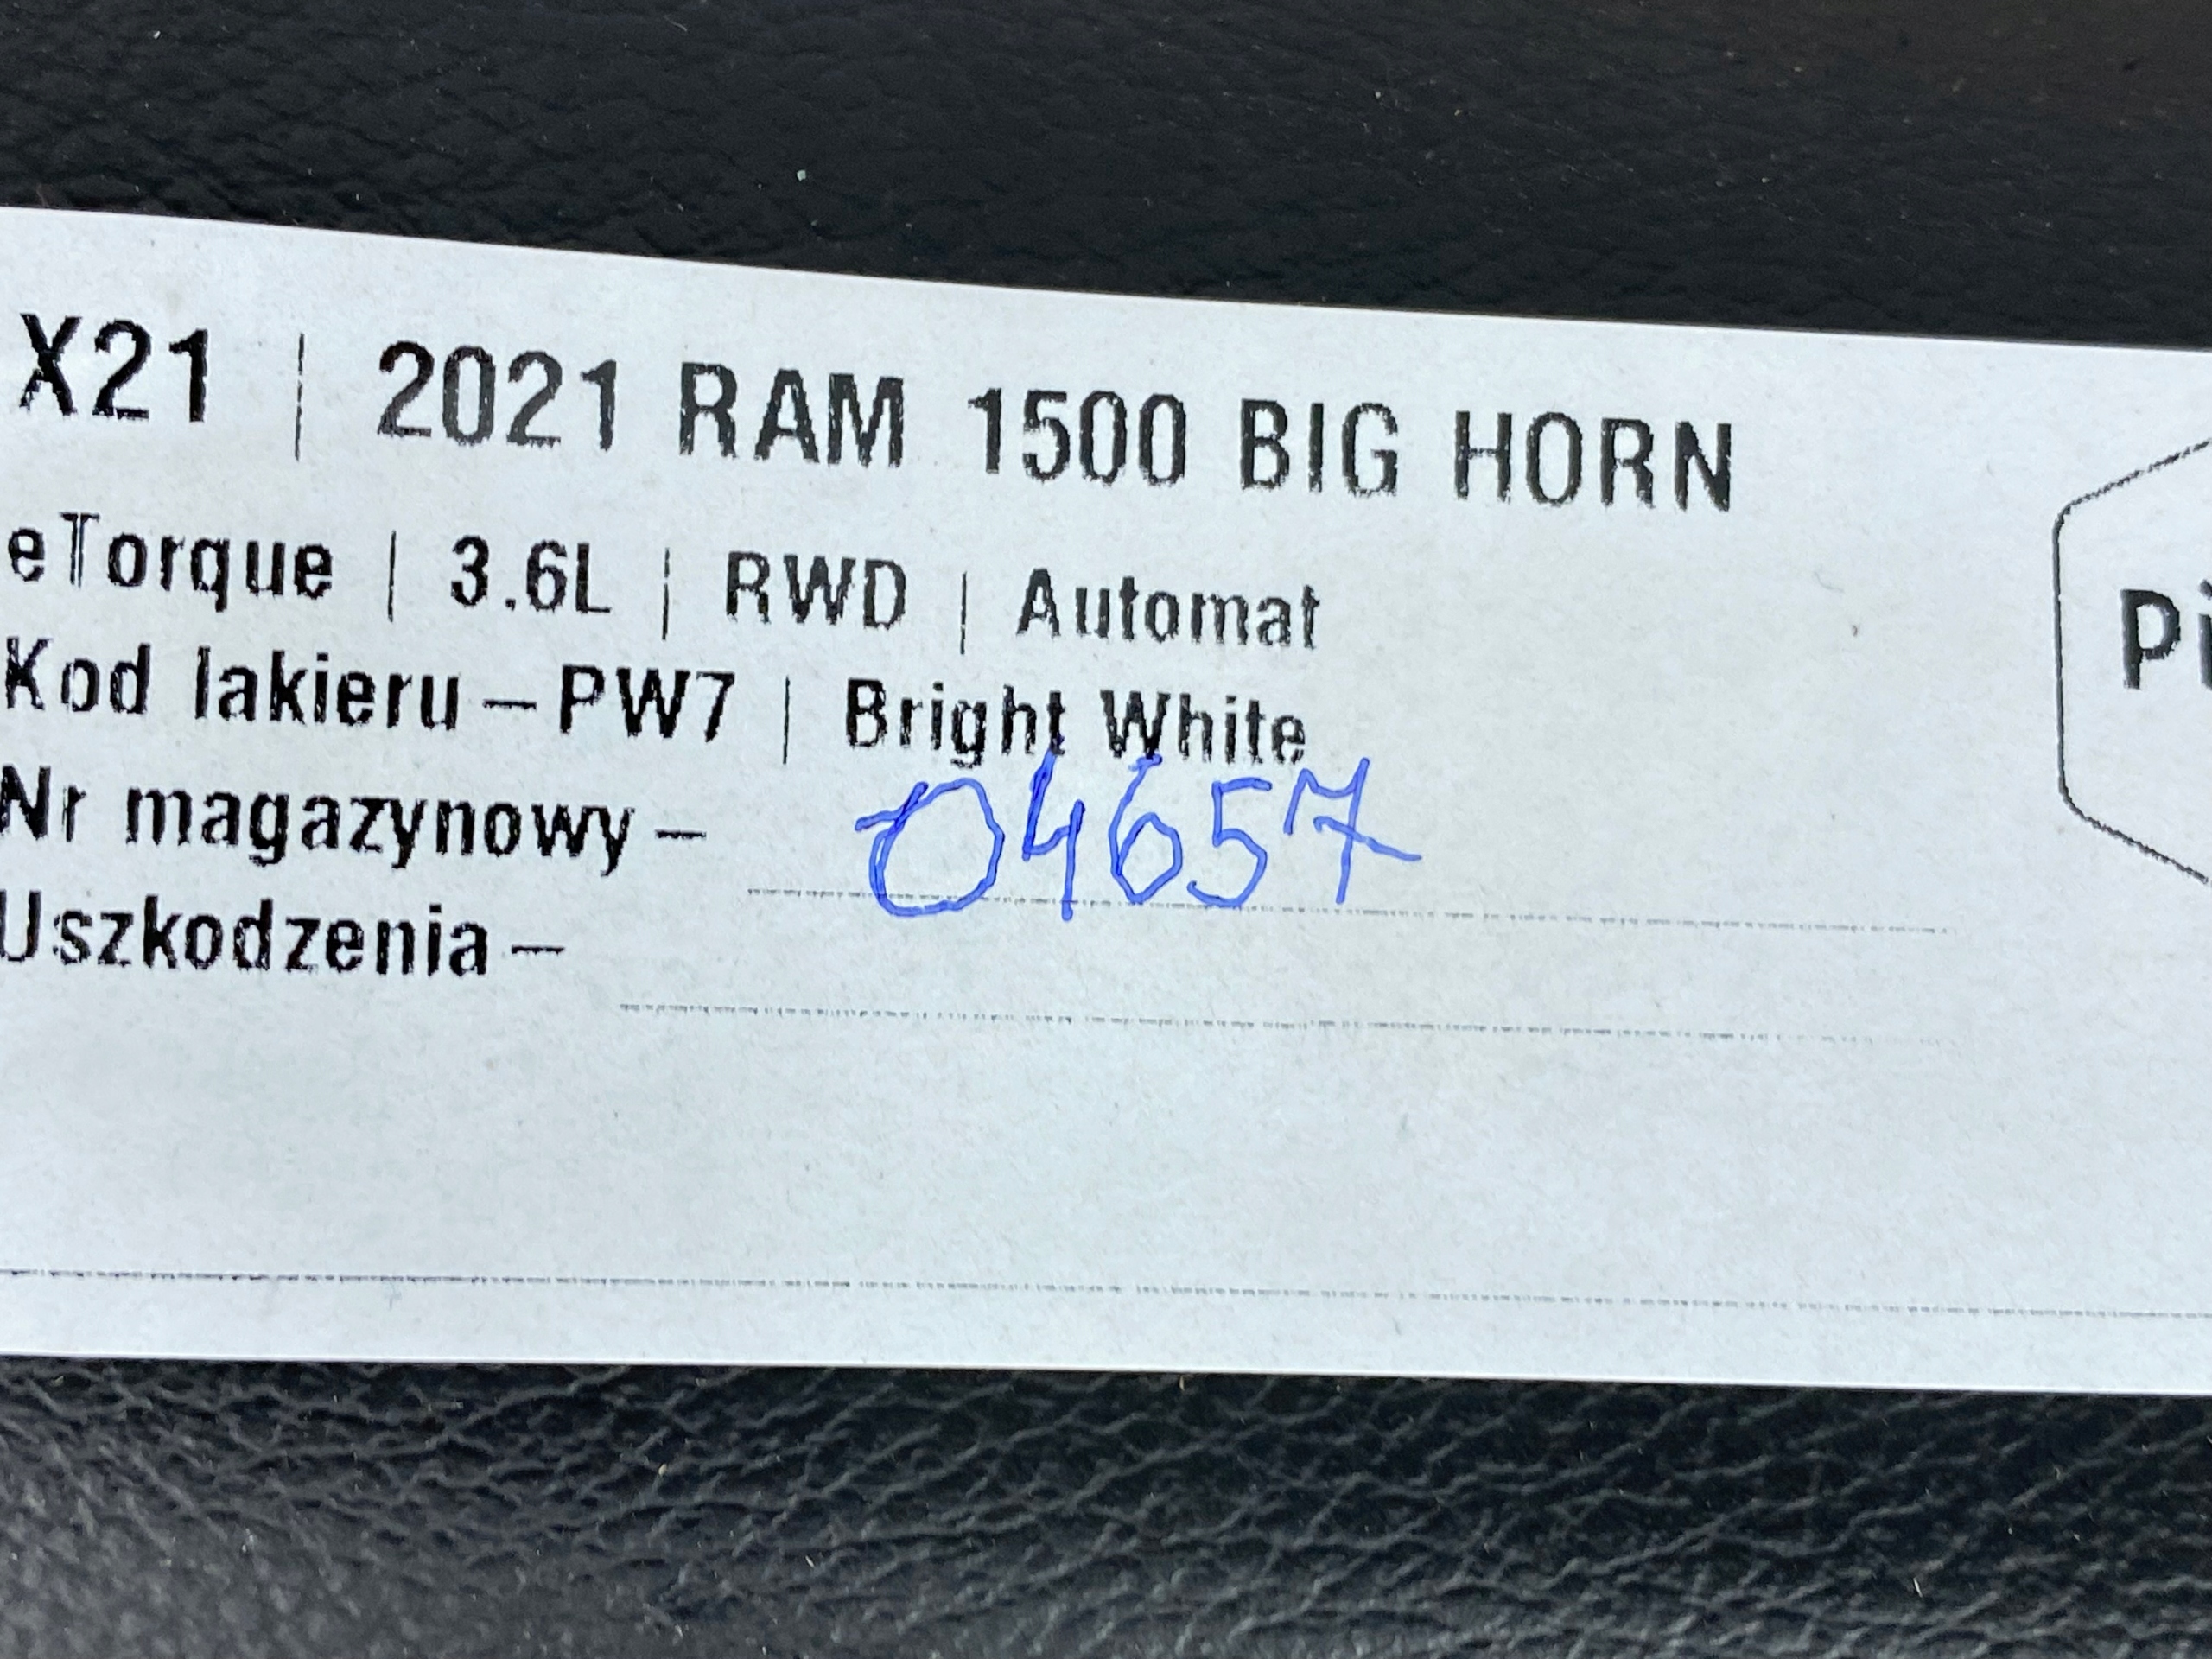 X21 | 2021 RAM 1500 BIG HORN
eTorque | 3.6L | RWD | Automat
Kod lakieru – PW7 | Bright White
Nr magazynowy – 04657
Uszkodzenia –
Pi